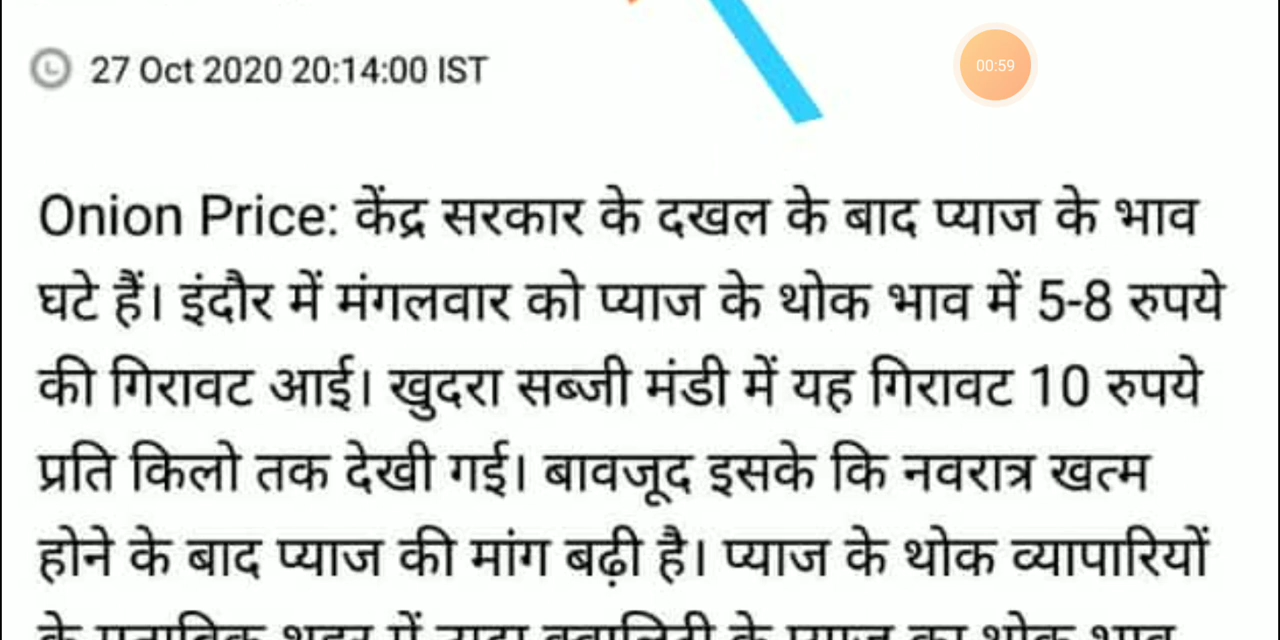 27 Oct 2020 20:14:00 IST
00:59
Onion Price: केंद्र सरकार के दखल के बाद प्याज के भाव
घटे हैं। इंदौर में मंगलवार को प्याज के थोक भाव में 5-8 रुपये
की गिरावट आई। खुदरा सब्जी मंडी में यह गिरावट 10 रुपये
प्रति किलो तक देखी गई। बावजूद इसके कि नवरात्र खत्म
होने के बाद प्याज की मांग बढ़ी है। प्याज के थोक व्यापारियों
के मुताबिक शहर में क्वालिटी के प्याज का थोक भाव